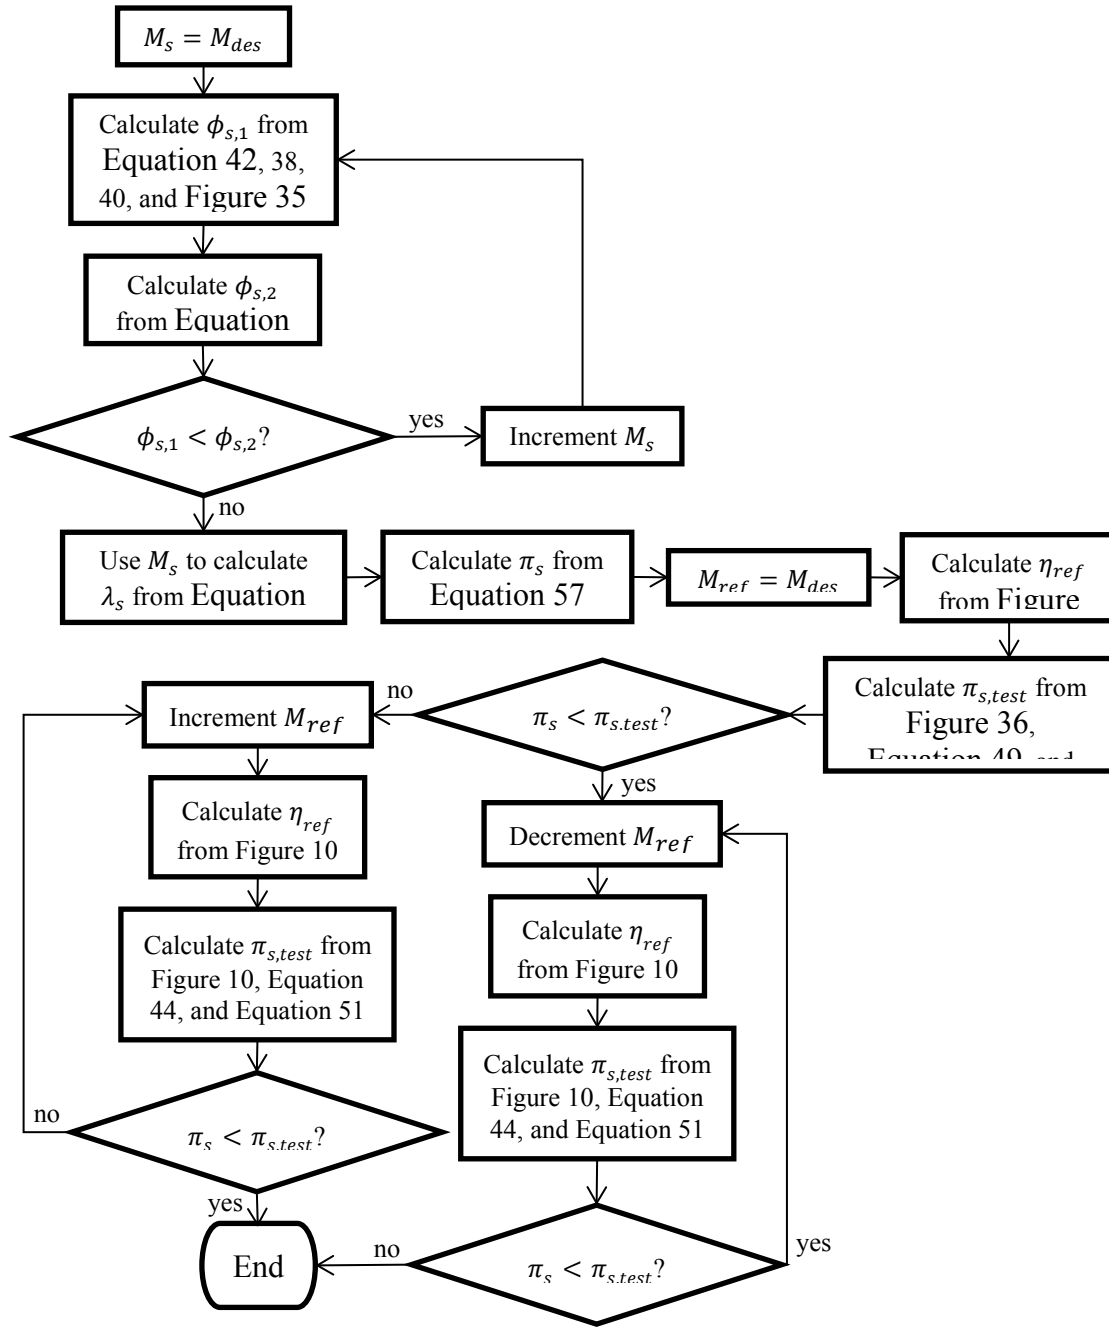 M_s = M_des
Calculate ϕ_s,1 from
Equation 42, 38,
40, and Figure 35
Calculate ϕ_s,2
from Equation
ϕ_s,1 < ϕ_s,2?
yes
Increment M_s
no
Use M_s to calculate
λ_s from Equation
Calculate π_s from
Equation 57
M_ref = M_des
Calculate η_ref
from Figure
Calculate π_s,test from
Figure 36,
Equation 49, and
π_s < π_s.test?
no
Increment M_ref
yes
Calculate η_ref
from Figure 10
Decrement M_ref
Calculate π_s,test from
Figure 10, Equation
44, and Equation 51
Calculate η_ref
from Figure 10
π_s < π_s.test?
no
yes
Calculate π_s,test from
Figure 10, Equation
44, and Equation 51
π_s < π_s.test?
yes
no
End